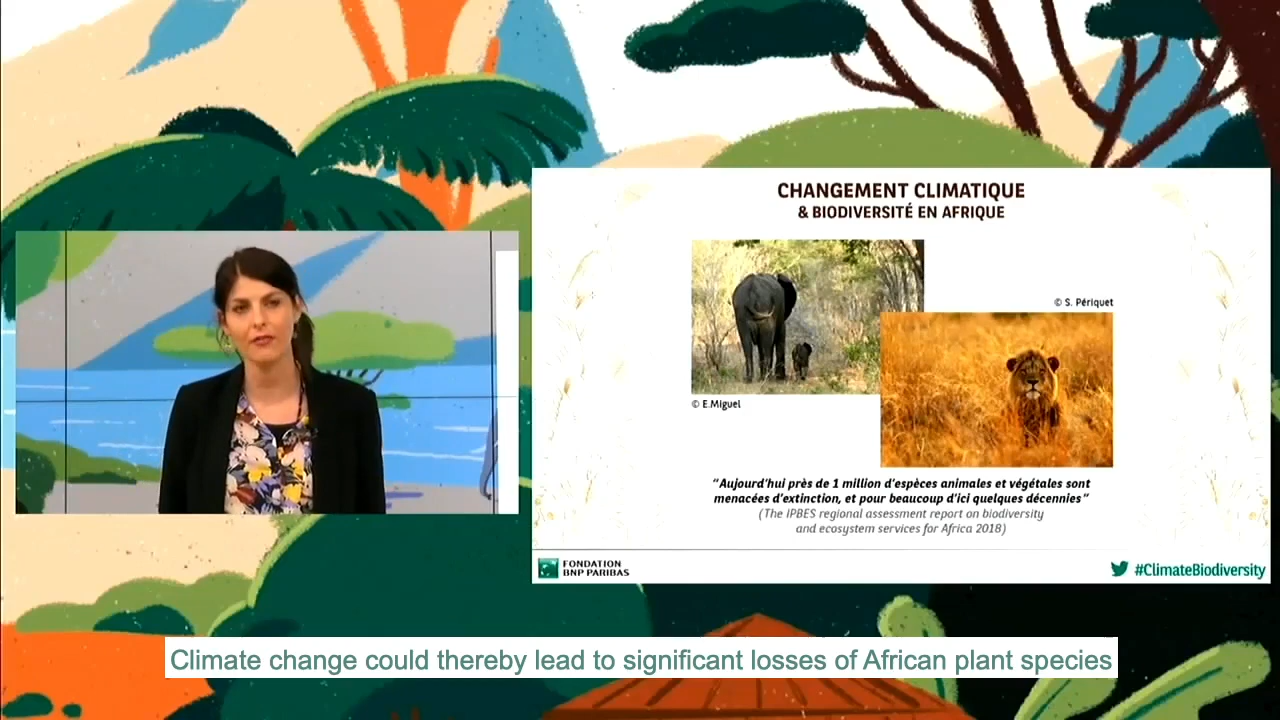 CHANGEMENT CLIMATIQUE
& BIODIVERSITÉ EN AFRIQUE
© S. Périquet
© E.Miguel
"Aujourd'hui près de 1 million d'espèces animales et végétales sont
menacées d'extinction, et pour beaucoup d'ici quelques décennies"
(The IPBES regional assessment report on biodiversity
and ecosystem services for Africa 2018)
FONDATION
BNP PARIBAS
#ClimateBiodiversity
Climate change could thereby lead to significant losses of African plant species